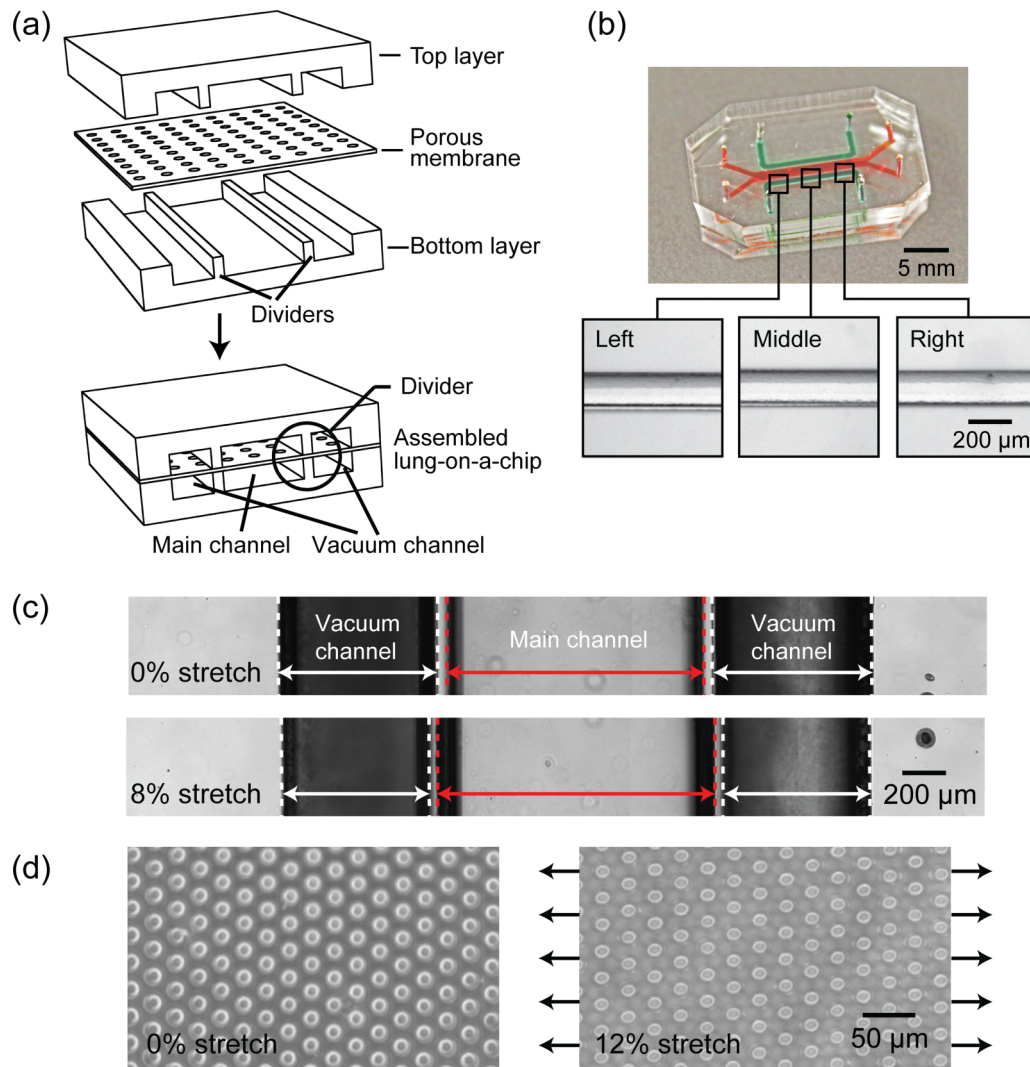 (a)
Top layer
Porous
membrane
Bottom layer
Dividers
Divider
Assembled
lung-on-a-chip
Main channel
Vacuum channel
(b)
5 mm
Left
Middle
Right
200 μm
(c)
Vacuum
channel
Main channel
Vacuum
channel
0% stretch
8% stretch
200 μm
(d)
0% stretch
12% stretch
50 μm